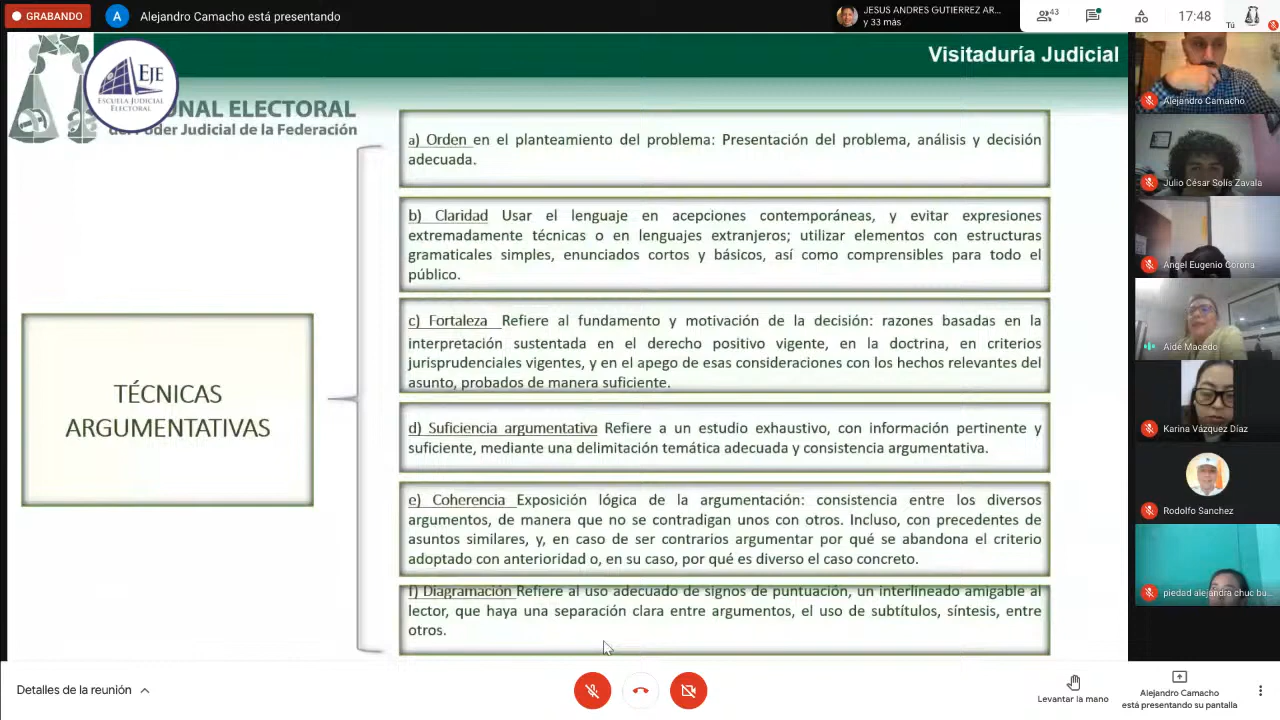 GRABANDO
A
Alejandro Camacho está presentando
JESUS ANDRES GUTIERREZ AR...
y 33 más
43
17:48
Tú
Visitaduría Judicial
EJE
ESCUELA JUDICIAL
ELECTORAL
ONAL ELECTORAL
del Poder Judicial de la Federación
TÉCNICAS
ARGUMENTATIVAS
a) Orden en el planteamiento del problema: Presentación del problema, análisis y decisión
adecuada.
b) Claridad Usar el lenguaje en acepciones contemporáneas, y evitar expresiones
extremadamente técnicas o en lenguajes extranjeros; utilizar elementos con estructuras
gramaticales simples, enunciados cortos y básicos, así como comprensibles para todo el
público.
c) Fortaleza Refiere al fundamento y motivación de la decisión: razones basadas en la
interpretación sustentada en el derecho positivo vigente, en la doctrina, en criterios
jurisprudenciales vigentes, y en el apego de esas consideraciones con los hechos relevantes del
asunto, probados de manera suficiente.
d) Suficiencia argumentativa Refiere a un estudio exhaustivo, con información pertinente y
suficiente, mediante una delimitación temática adecuada y consistencia argumentativa.
e) Coherencia Exposición lógica de la argumentación: consistencia entre los diversos
argumentos, de manera que no se contradigan unos con otros. Incluso, con precedentes de
asuntos similares, y, en caso de ser contrarios argumentar por qué se abandona el criterio
adoptado con anterioridad o, en su caso, por qué es diverso el caso concreto.
f) Diagramación Refiere al uso adecuado de signos de puntuación, un interlineado amigable al
lector, que haya una separación clara entre argumentos, el uso de subtítulos, síntesis, entre
otros.
Alejandro Camacho
Julio César Solís Zavala
Angel Eugenio Corona
Aidé Macedo
Karina Vázquez Díaz
Rodolfo Sanchez
piedad alejandra chuc bu...
Detalles de la reunión
Levantar la mano
Alejandro Camacho
está presentando su pantalla